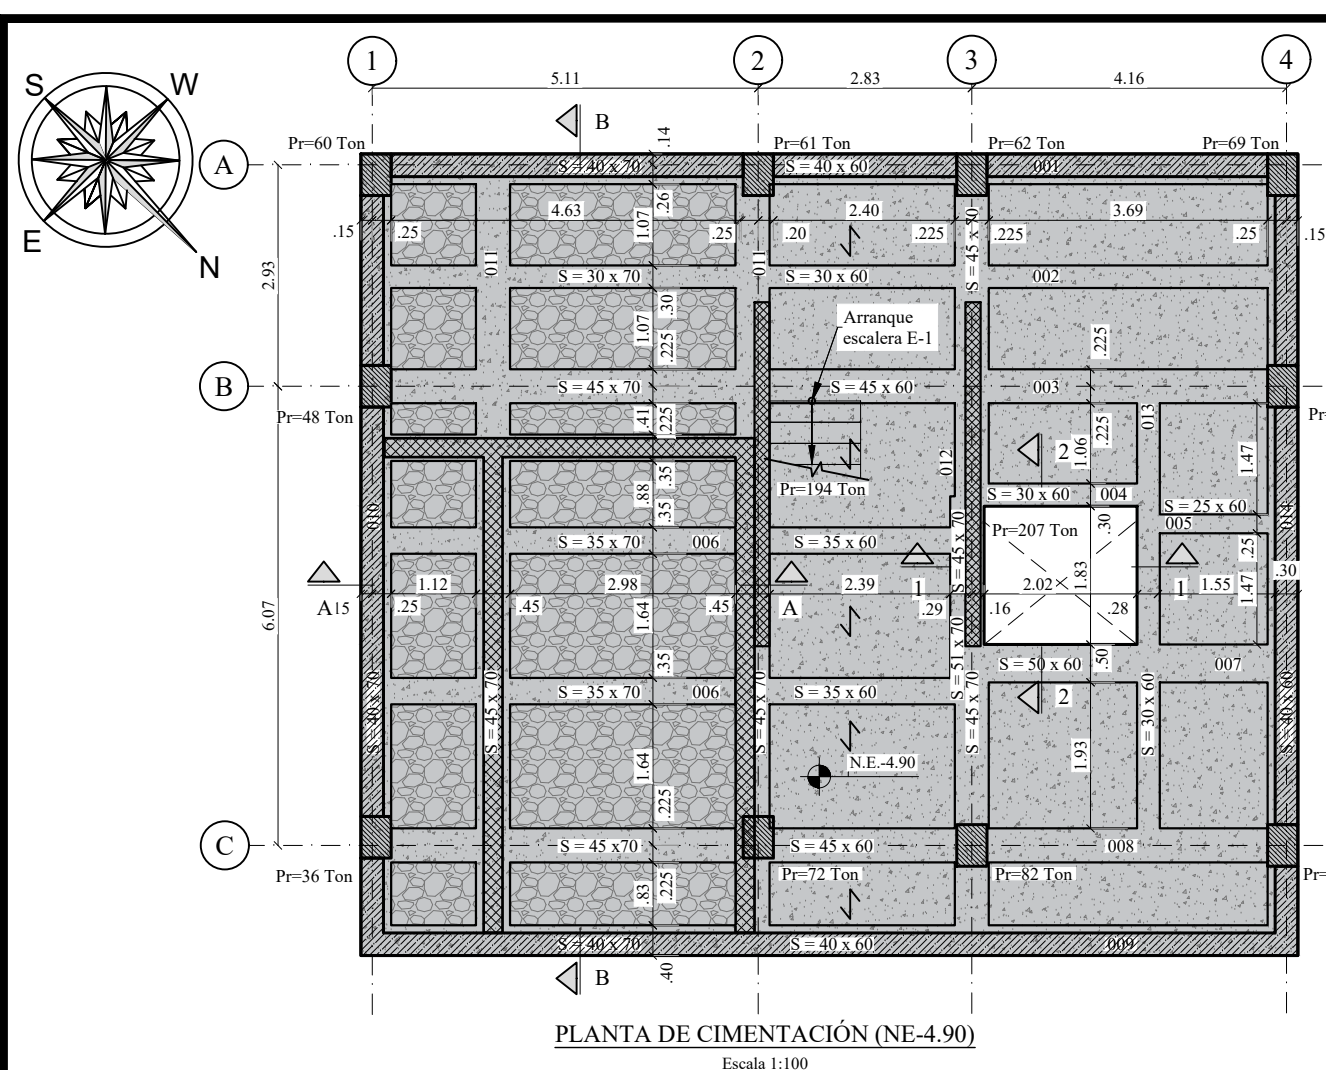 1
2
3
4
5.11
2.83
4.16
S
W
E
N
B
.14
Pr=60 Ton
Pr=61 Ton
Pr=62 Ton
Pr=69 Ton
A
S = 40 x 70
S = 40 x 60
001
.26
4.63
1.07
2.40
3.69
.15
.25
.25
.20
.225
.225
.25
.15
S = 45 x 70
011
011
2.93
S = 30 x 70
S = 30 x 60
002
.30
1.07
.225
Arranque
escalera E-1
.225
B
S = 45 x 70
S = 45 x 60
003
Pr=48 Ton
Pr=
.41
.225
.225
013
1.06
2
1.47
012
.35
.88
.35
Pr=194 Ton
S = 30 x 60
004
S = 25 x 60
005
010
014
S = 45 x 70
Pr=207 Ton
.30
S = 35 x 70
006
S = 35 x 60
.25
1.12
2.98
2.39
2.02
1.83
1.55
.30
A
.15
.25
.45
.45
A
1
.29
.16
.28
1
1.47
1.64
6.07
.35
S = 51 x 70
S = 50 x 60
.50
007
S = 35 x 70
006
S = 35 x 60
2
S = 40 x 70
S = 45 x 70
S = 45 x 70
S = 45 x 70
S = 30 x 60
S = 40 x 60
1.64
1.93
N.E.-4.90
.225
C
S = 45 x70
S = 45 x 60
008
Pr=36 Ton
Pr=72 Ton
Pr=82 Ton
Pr=
.83
.225
S = 40 x70
S = 40 x 60
009
B
.40
PLANTA DE CIMENTACIÓN (NE-4.90)
Escala 1:100